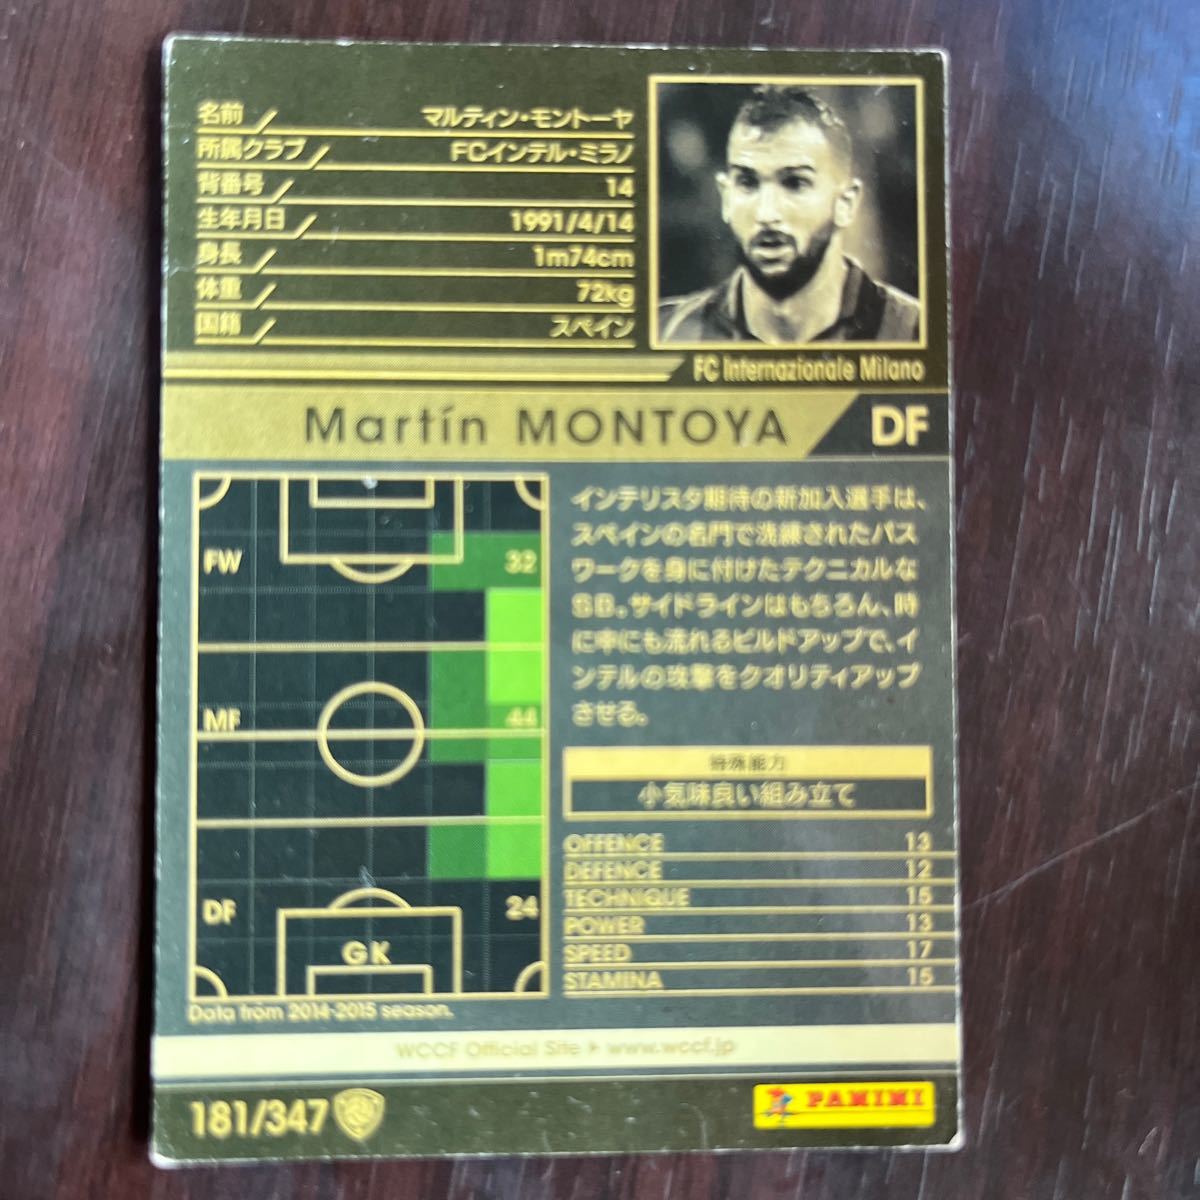 名前 マルティン・モントーヤ
所属クラブ FCインテル・ミラノ
背番号 14
生年月日 1991/4/14
身長 1m74cm
体重 72kg
国籍 スペイン
FC Internazionale Milano
Martín MONTOYA DF
FW 32
MF 44
DF 24
GK
Data from 2014-2015 season.
インテリスタ期待の新加入選手は、
スペインの名門で洗練されたパス
ワークを身に付けたテクニカルな
SB。サイドラインはもちろん、時
に中にも流れるビルドアップで、イ
ンテルの攻撃をクオリティアップ
させる。
特殊能力
小気味良い組み立て
OFFENCE 13
DEFENCE 12
TECHNIQUE 15
POWER 13
SPEED 17
STAMINA 15
WCCF Official Site ▶ www.wccf.jp
181/347
PANINI